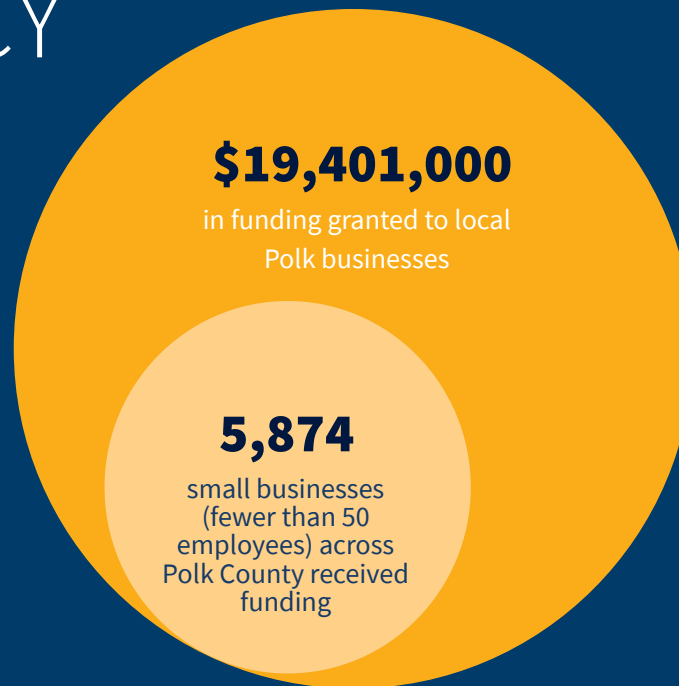 CY
$19,401,000
in funding granted to local
Polk businesses
5,874
small businesses
(fewer than 50
employees) across
Polk County received
funding